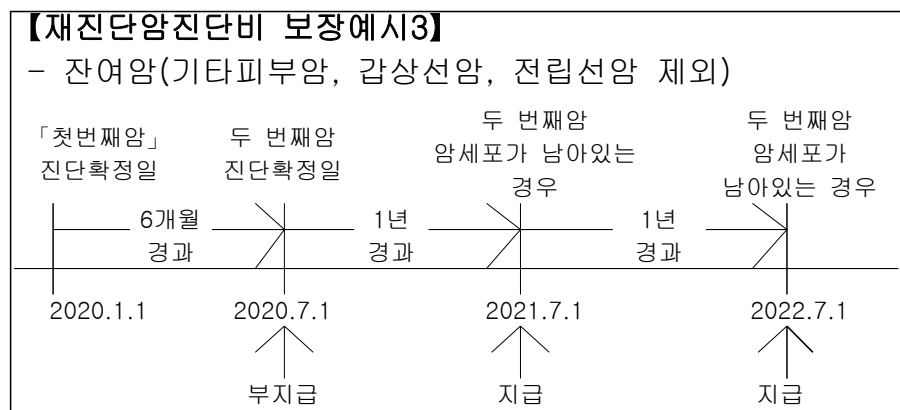 【재진단암진단비 보장예시3】
- 잔여암(기타피부암, 갑상선암, 전립선암 제외)
「첫번째암」
진단확정일
두 번째암
진단확정일
두 번째암
암세포가 남아있는
경우
두 번째암
암세포가
남아있는 경우
6개월
경과
1년
경과
1년
경과
2020.1.1
2020.7.1
2021.7.1
2022.7.1
부지급
지급
지급